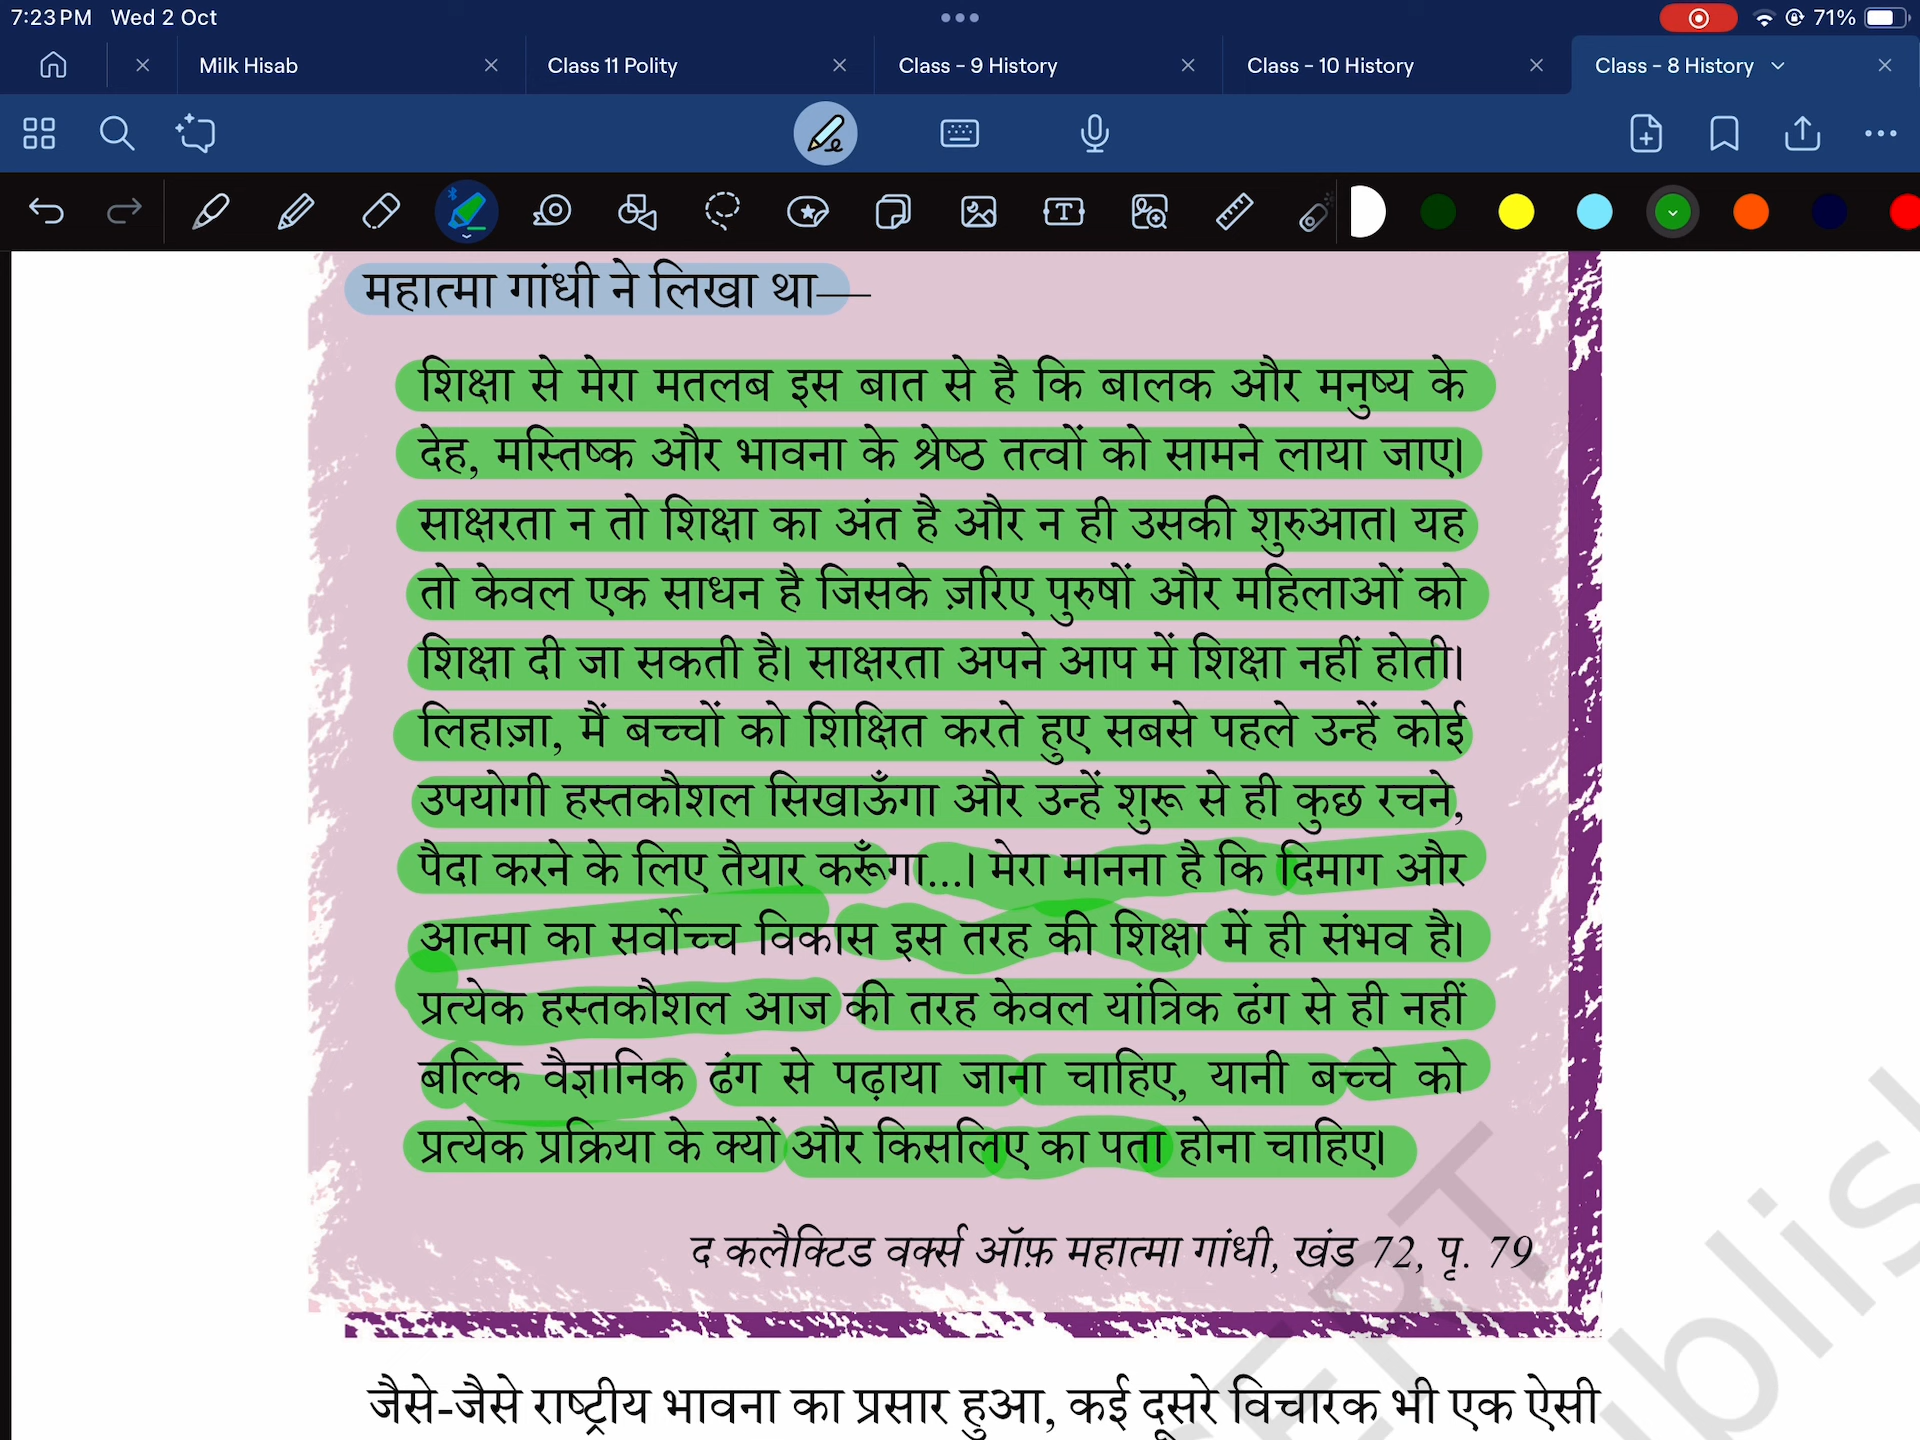 7:23 PM Wed 2 Oct
71%
Milk Hisab
Class 11 Polity
Class - 9 History
Class - 10 History
Class - 8 History
महात्मा गांधी ने लिखा था—
शिक्षा से मेरा मतलब इस बात से है कि बालक और मनुष्य के
देह, मस्तिष्क और भावना के श्रेष्ठ तत्वों को सामने लाया जाए।
साक्षरता न तो शिक्षा का अंत है और न ही उसकी शुरुआत। यह
तो केवल एक साधन है जिसके ज़रिए पुरुषों और महिलाओं को
शिक्षा दी जा सकती है। साक्षरता अपने आप में शिक्षा नहीं होती।
लिहाज़ा, मैं बच्चों को शिक्षित करते हुए सबसे पहले उन्हें कोई
उपयोगी हस्तकौशल सिखाऊँगा और उन्हें शुरू से ही कुछ रचने,
पैदा करने के लिए तैयार करूँगा...। मेरा मानना है कि दिमाग और
आत्मा का सर्वोच्च विकास इस तरह की शिक्षा में ही संभव है।
प्रत्येक हस्तकौशल आज की तरह केवल यांत्रिक ढंग से ही नहीं
बल्कि वैज्ञानिक ढंग से पढ़ाया जाना चाहिए, यानी बच्चे को
प्रत्येक प्रक्रिया के क्यों और किसलिए का पता होना चाहिए।
द कलैक्टिड वर्क्स ऑफ़ महात्मा गांधी, खंड 72, पृ. 79
जैसे-जैसे राष्ट्रीय भावना का प्रसार हुआ, कई दूसरे विचारक भी एक ऐसी